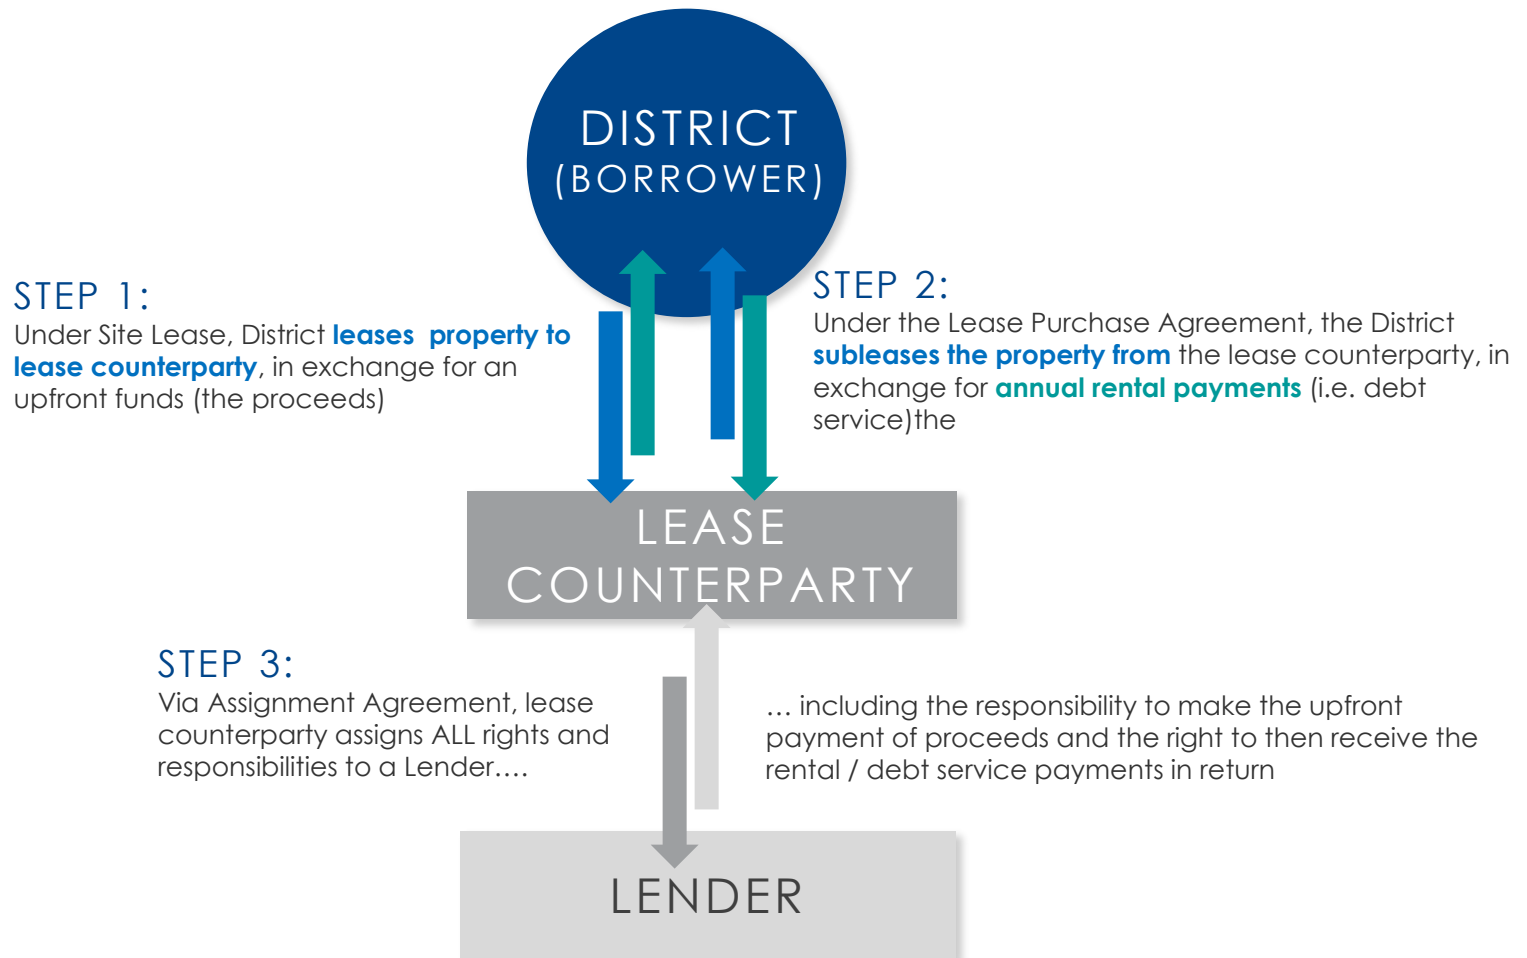 DISTRICT
(BORROWER)
STEP 1:
Under Site Lease, District leases  property to
lease counterparty, in exchange for an
upfront funds (the proceeds)
STEP 2:
Under the Lease Purchase Agreement, the District
subleases the property from the lease counterparty, in
exchange for annual rental payments (i.e. debt
service)the
LEASE
COUNTERPARTY
STEP 3:
Via Assignment Agreement, lease
counterparty assigns ALL rights and
responsibilities to a Lender….
… including the responsibility to make the upfront
payment of proceeds and the right to then receive the
rental / debt service payments in return
LENDER